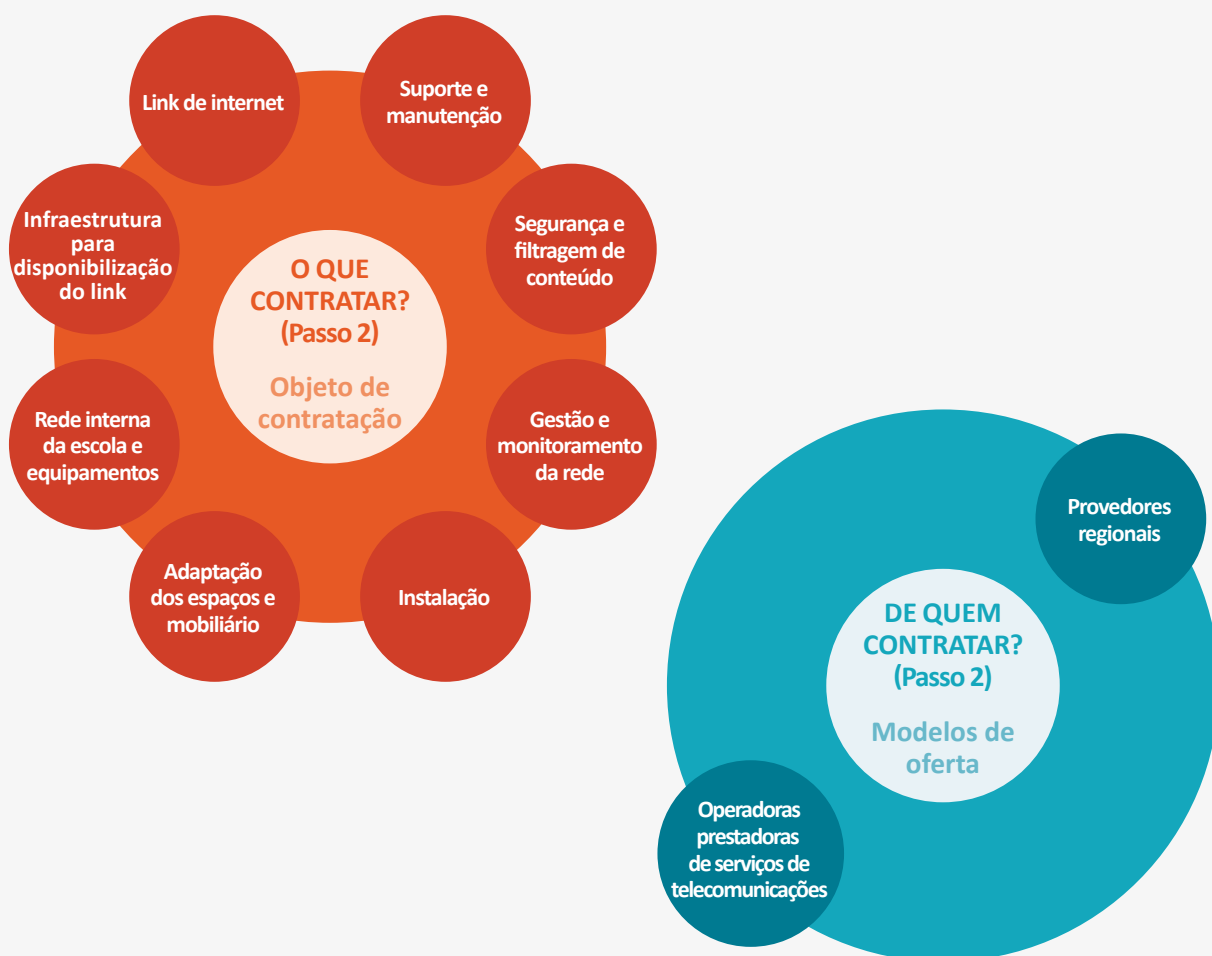 Link de internet
Suporte e
manutenção
Infraestrutura
para
disponibilização
do link
O QUE
CONTRATAR?
(Passo 2)
Objeto de
contratação
Segurança e
filtragem de
conteúdo
Rede interna
da escola e
equipamentos
Gestão e
monitoramento
da rede
Adaptação
dos espaços e
mobiliário
Instalação
Provedores
regionais
DE QUEM
CONTRATAR?
(Passo 2)
Modelos de
oferta
Operadoras
prestadoras
de serviços de
telecomunicações